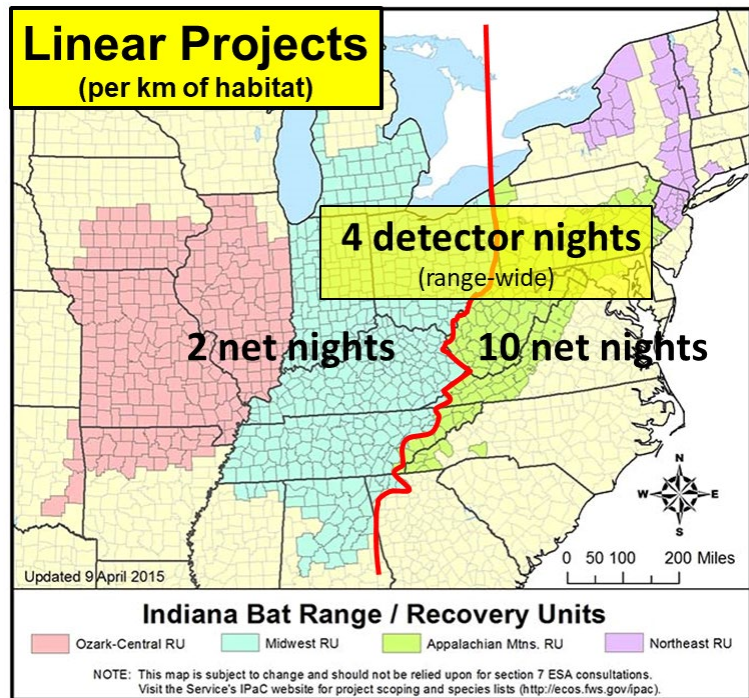 Linear Projects
(per km of habitat)
4 detector nights
(range-wide)
2 net nights
10 net nights
N
W E
S
0 50 100 200 Miles
Updated 9 April 2015
Indiana Bat Range / Recovery Units
Ozark-Central RU Midwest RU Appalachian Mtns. RU Northeast RU
NOTE: This map is subject to change and should not be relied upon for section 7 ESA consultations.
Visit the Service's IPaC website for project scoping and species lists (http://ecos.fws.gov/ipac).